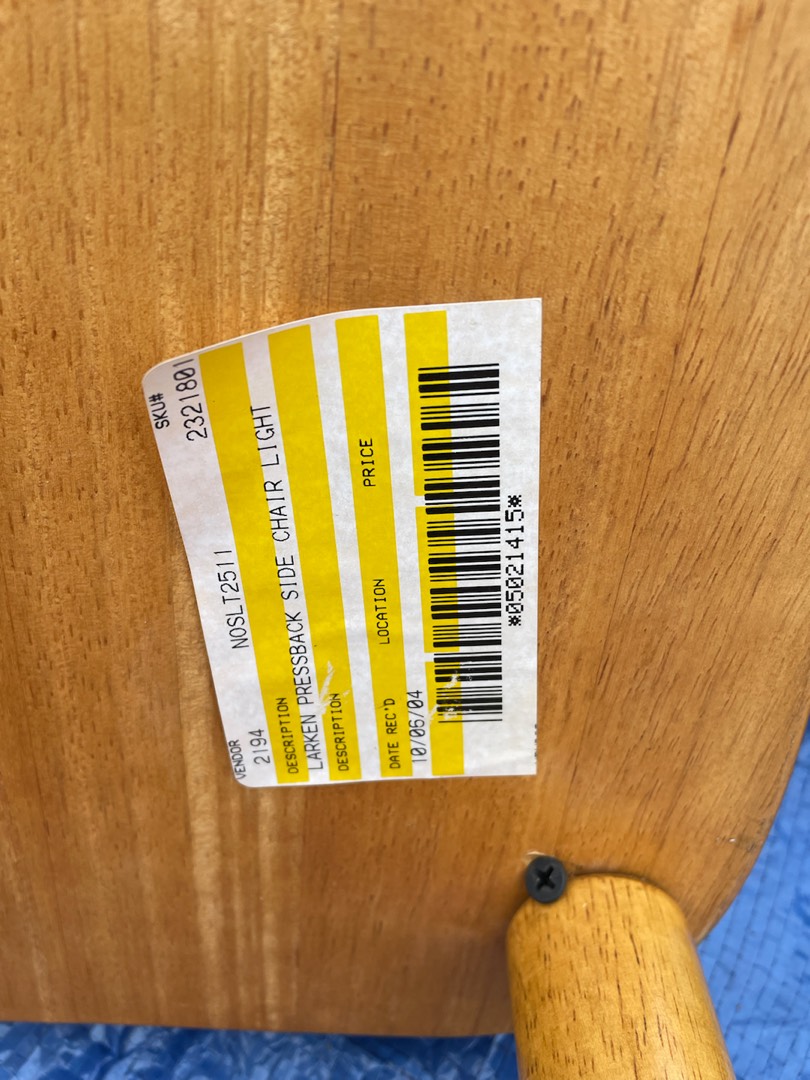 SKU#
NOSLT2511 2321801
VENDOR
2194
DESCRIPTION
LARKEN PRESSBACK SIDE CHAIR LIGHT
DESCRIPTION
LOCATION PRICE
DATE REC'D
10/06/04
*05021415*